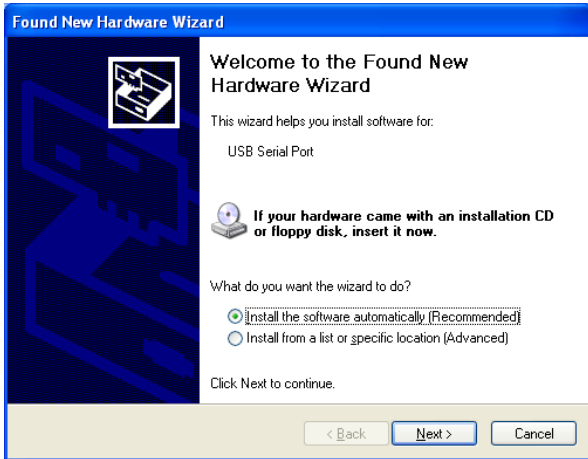 Found New Hardware Wizard
Welcome to the Found New
Hardware Wizard
This wizard helps you install software for:
USB Serial Port
If your hardware came with an installation CD
or floppy disk, insert it now.
What do you want the wizard to do?
Install the software automatically (Recommended)
Install from a list or specific location (Advanced)
Click Next to continue.
< Back Next > Cancel